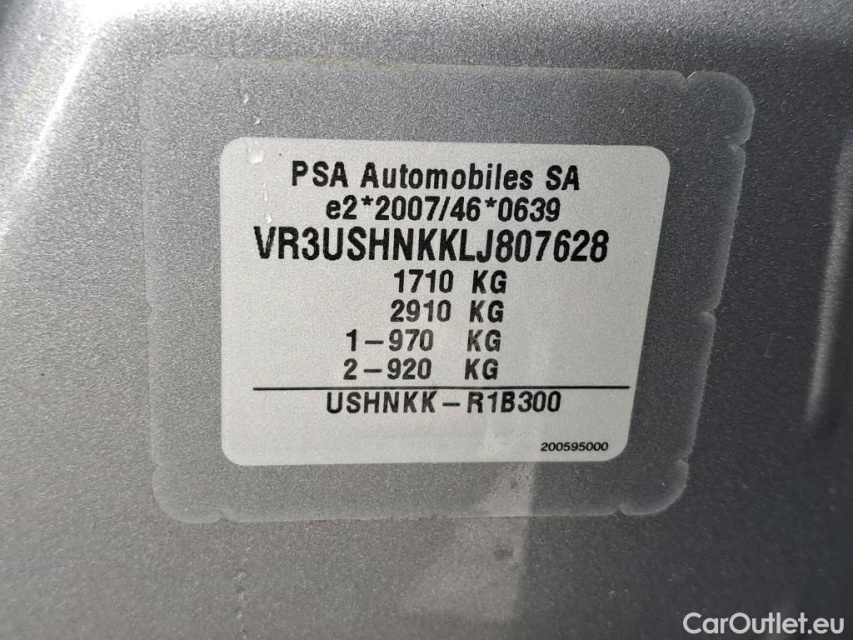 PSA Automobiles SA
e2*2007/46*0639
VR3USHNKKLJ807628
1710 KG
2910 KG
1-970 KG
2-920 KG
USHNKK-R1B300
200595000
CarOutlet.eu